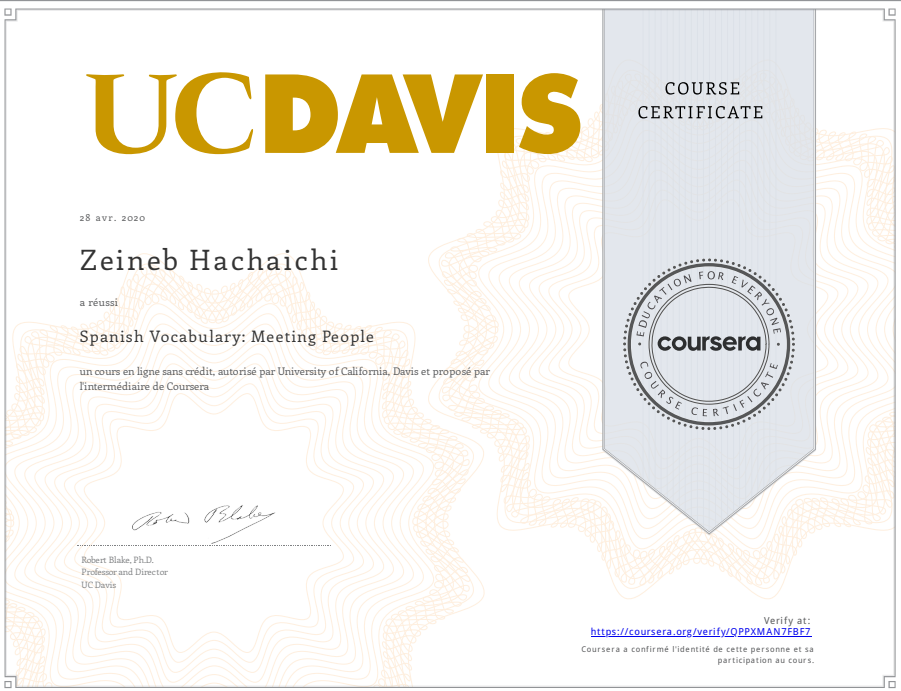 UCDAVIS
COURSE
CERTIFICATE
28 avr. 2020
Zeineb Hachaichi
a réussi
Spanish Vocabulary: Meeting People
un cours en ligne sans crédit, autorisé par University of California, Davis et proposé par
l'intermédiaire de Coursera
EDUCATION FOR EVERYONE
coursera
COURSE CERTIFICATE
Robert Blake
Robert Blake, Ph.D.
Professor and Director
UC Davis
Verify at:
https://coursera.org/verify/QPPXMAN7FBF7
Coursera a confirmé l'identité de cette personne et sa
participation au cours.